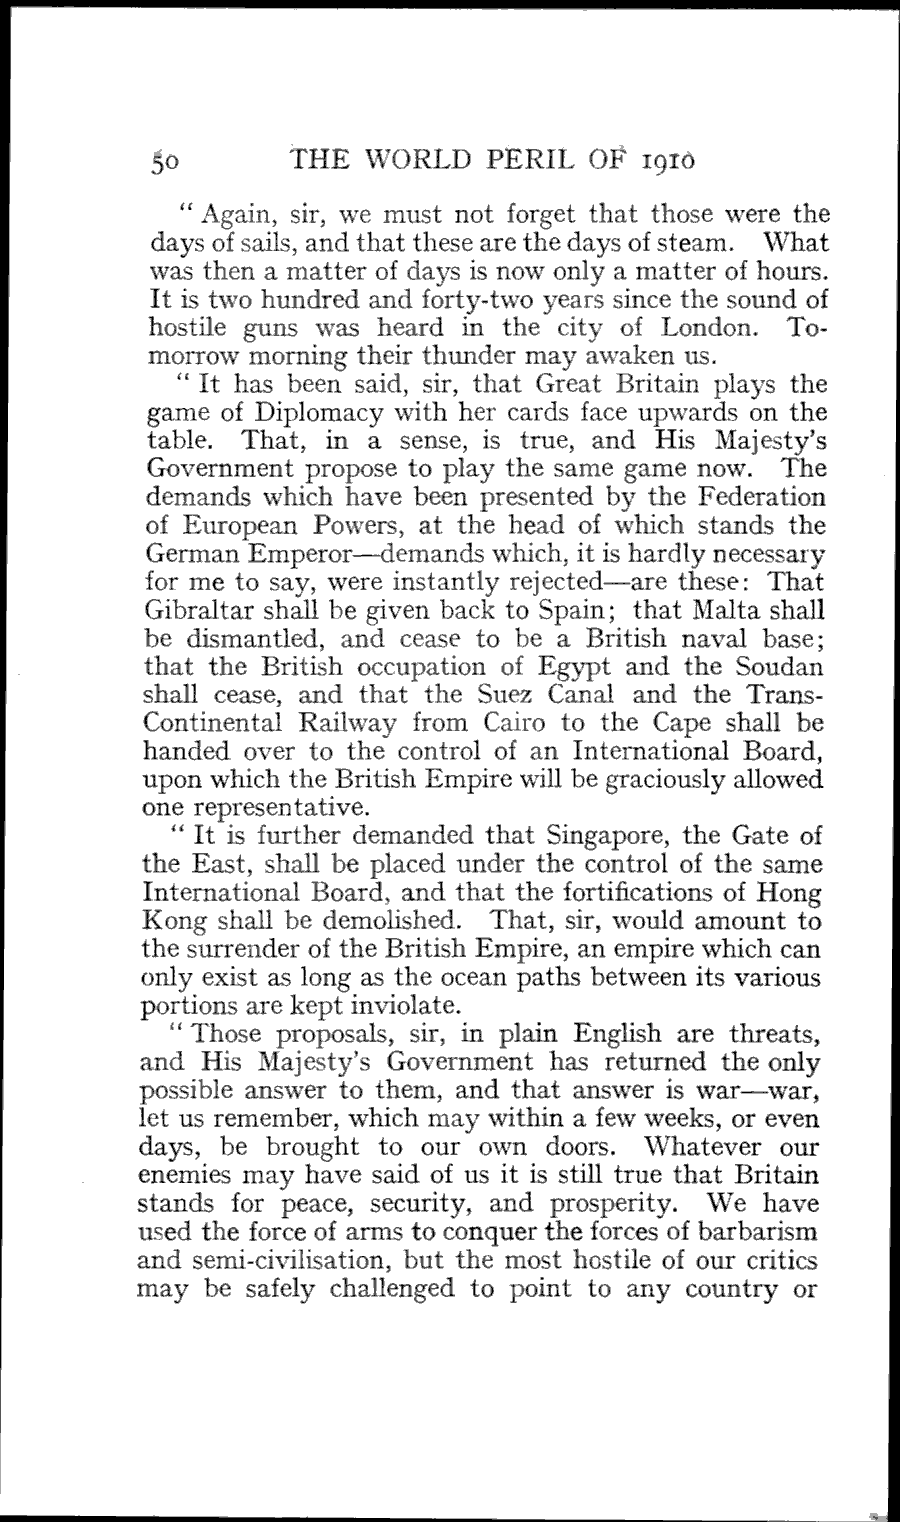 50 THE WORLD PERIL OF 1910
“ Again, sir, we must not forget that those were the
days of sails, and that these are the days of steam. What
was then a matter of days is now only a matter of hours.
It is two hundred and forty-two years since the sound of
hostile guns was heard in the city of London. To-
morrow morning their thunder may awaken us.
“ It has been said, sir, that Great Britain plays the
game of Diplomacy with her cards face upwards on the
table. That, in a sense, is true, and His Majesty’s
Government propose to play the same game now. The
demands which have been presented by the Federation
of European Powers, at the head of which stands the
German Emperor—demands which, it is hardly necessary
for me to say, were instantly rejected—are these: That
Gibraltar shall be given back to Spain; that Malta shall
be dismantled, and cease to be a British naval base;
that the British occupation of Egypt and the Soudan
shall cease, and that the Suez Canal and the Trans-
Continental Railway from Cairo to the Cape shall be
handed over to the control of an International Board,
upon which the British Empire will be graciously allowed
one representative.
“ It is further demanded that Singapore, the Gate of
the East, shall be placed under the control of the same
International Board, and that the fortifications of Hong
Kong shall be demolished. That, sir, would amount to
the surrender of the British Empire, an empire which can
only exist as long as the ocean paths between its various
portions are kept inviolate.
“ Those proposals, sir, in plain English are threats,
and His Majesty’s Government has returned the only
possible answer to them, and that answer is war—war,
let us remember, which may within a few weeks, or even
days, be brought to our own doors. Whatever our
enemies may have said of us it is still true that Britain
stands for peace, security, and prosperity. We have
used the force of arms to conquer the forces of barbarism
and semi-civilisation, but the most hostile of our critics
may be safely challenged to point to any country or